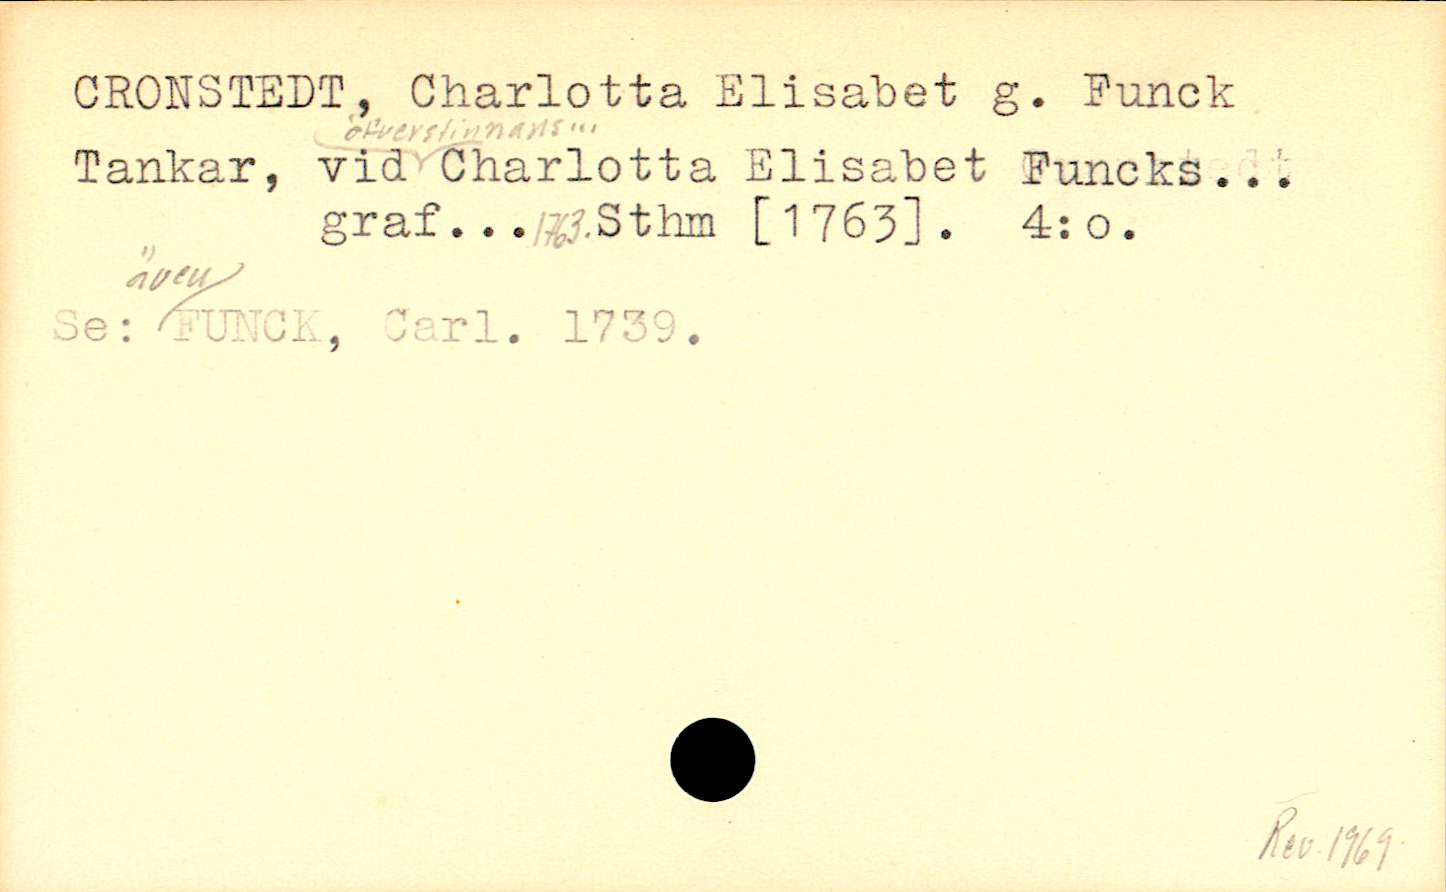 CRONSTEDT, Charlotta Elisabet g. Funck
öfverstinnans...
Tankar, vid Charlotta Elisabet Funcks...
graf...1763. Sthm [1763]. 4:o.
även
Se: FUNCK, Carl. 1739.
Rev. 1969.